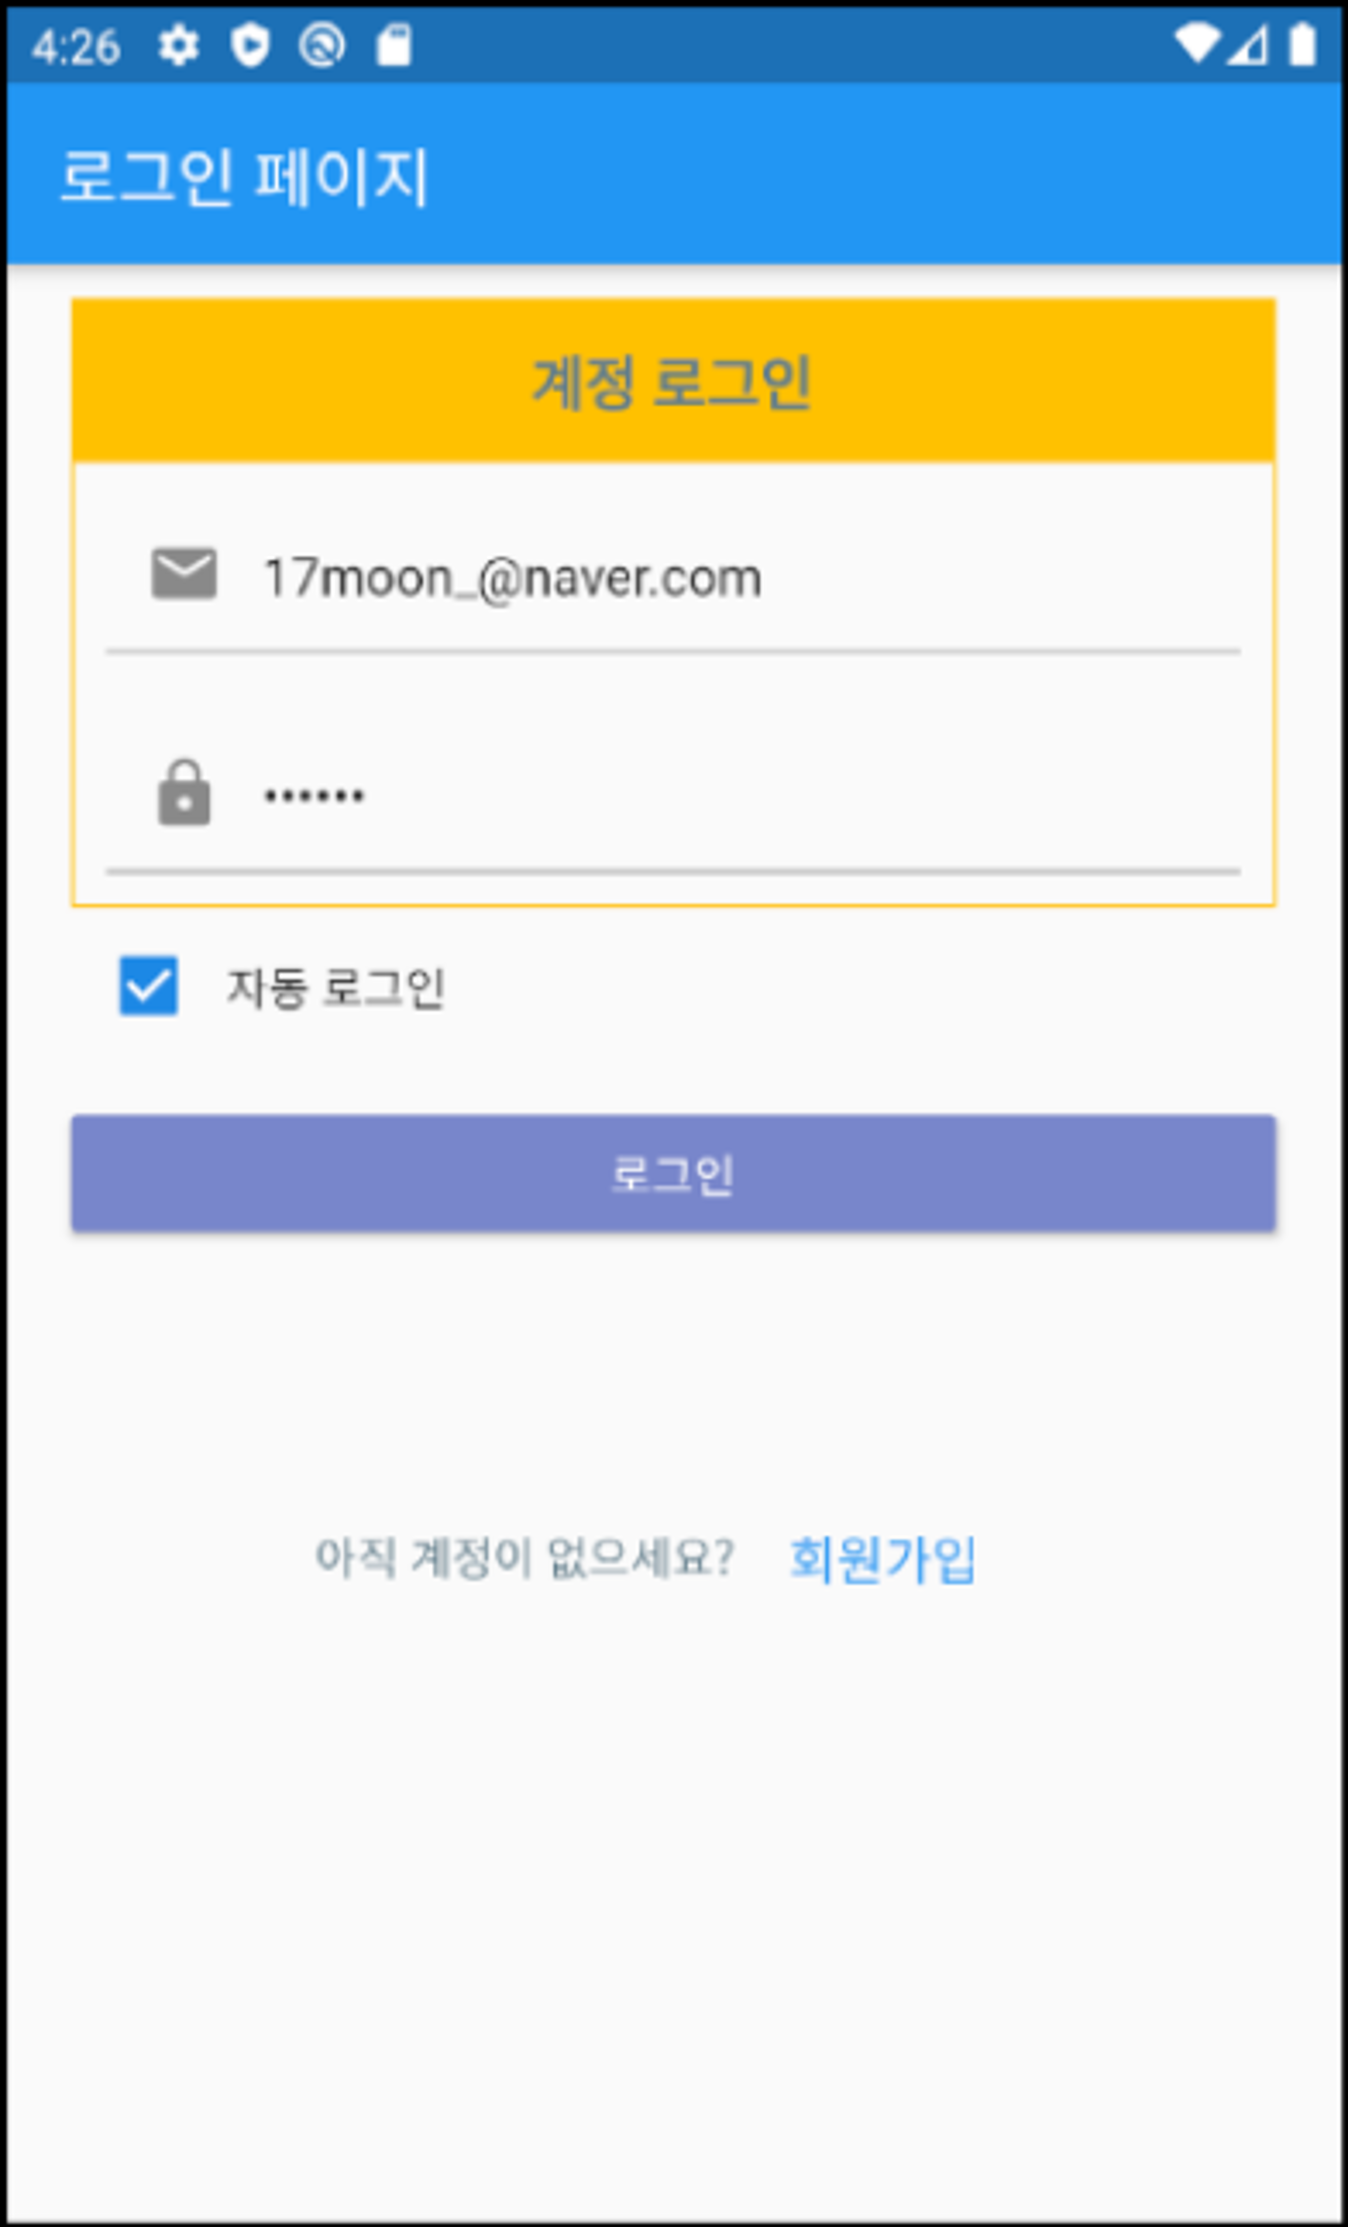 4:26
로그인 페이지
계정 로그인
17moon_@naver.com
••••••
자동 로그인
로그인
아직 계정이 없으세요? 회원가입